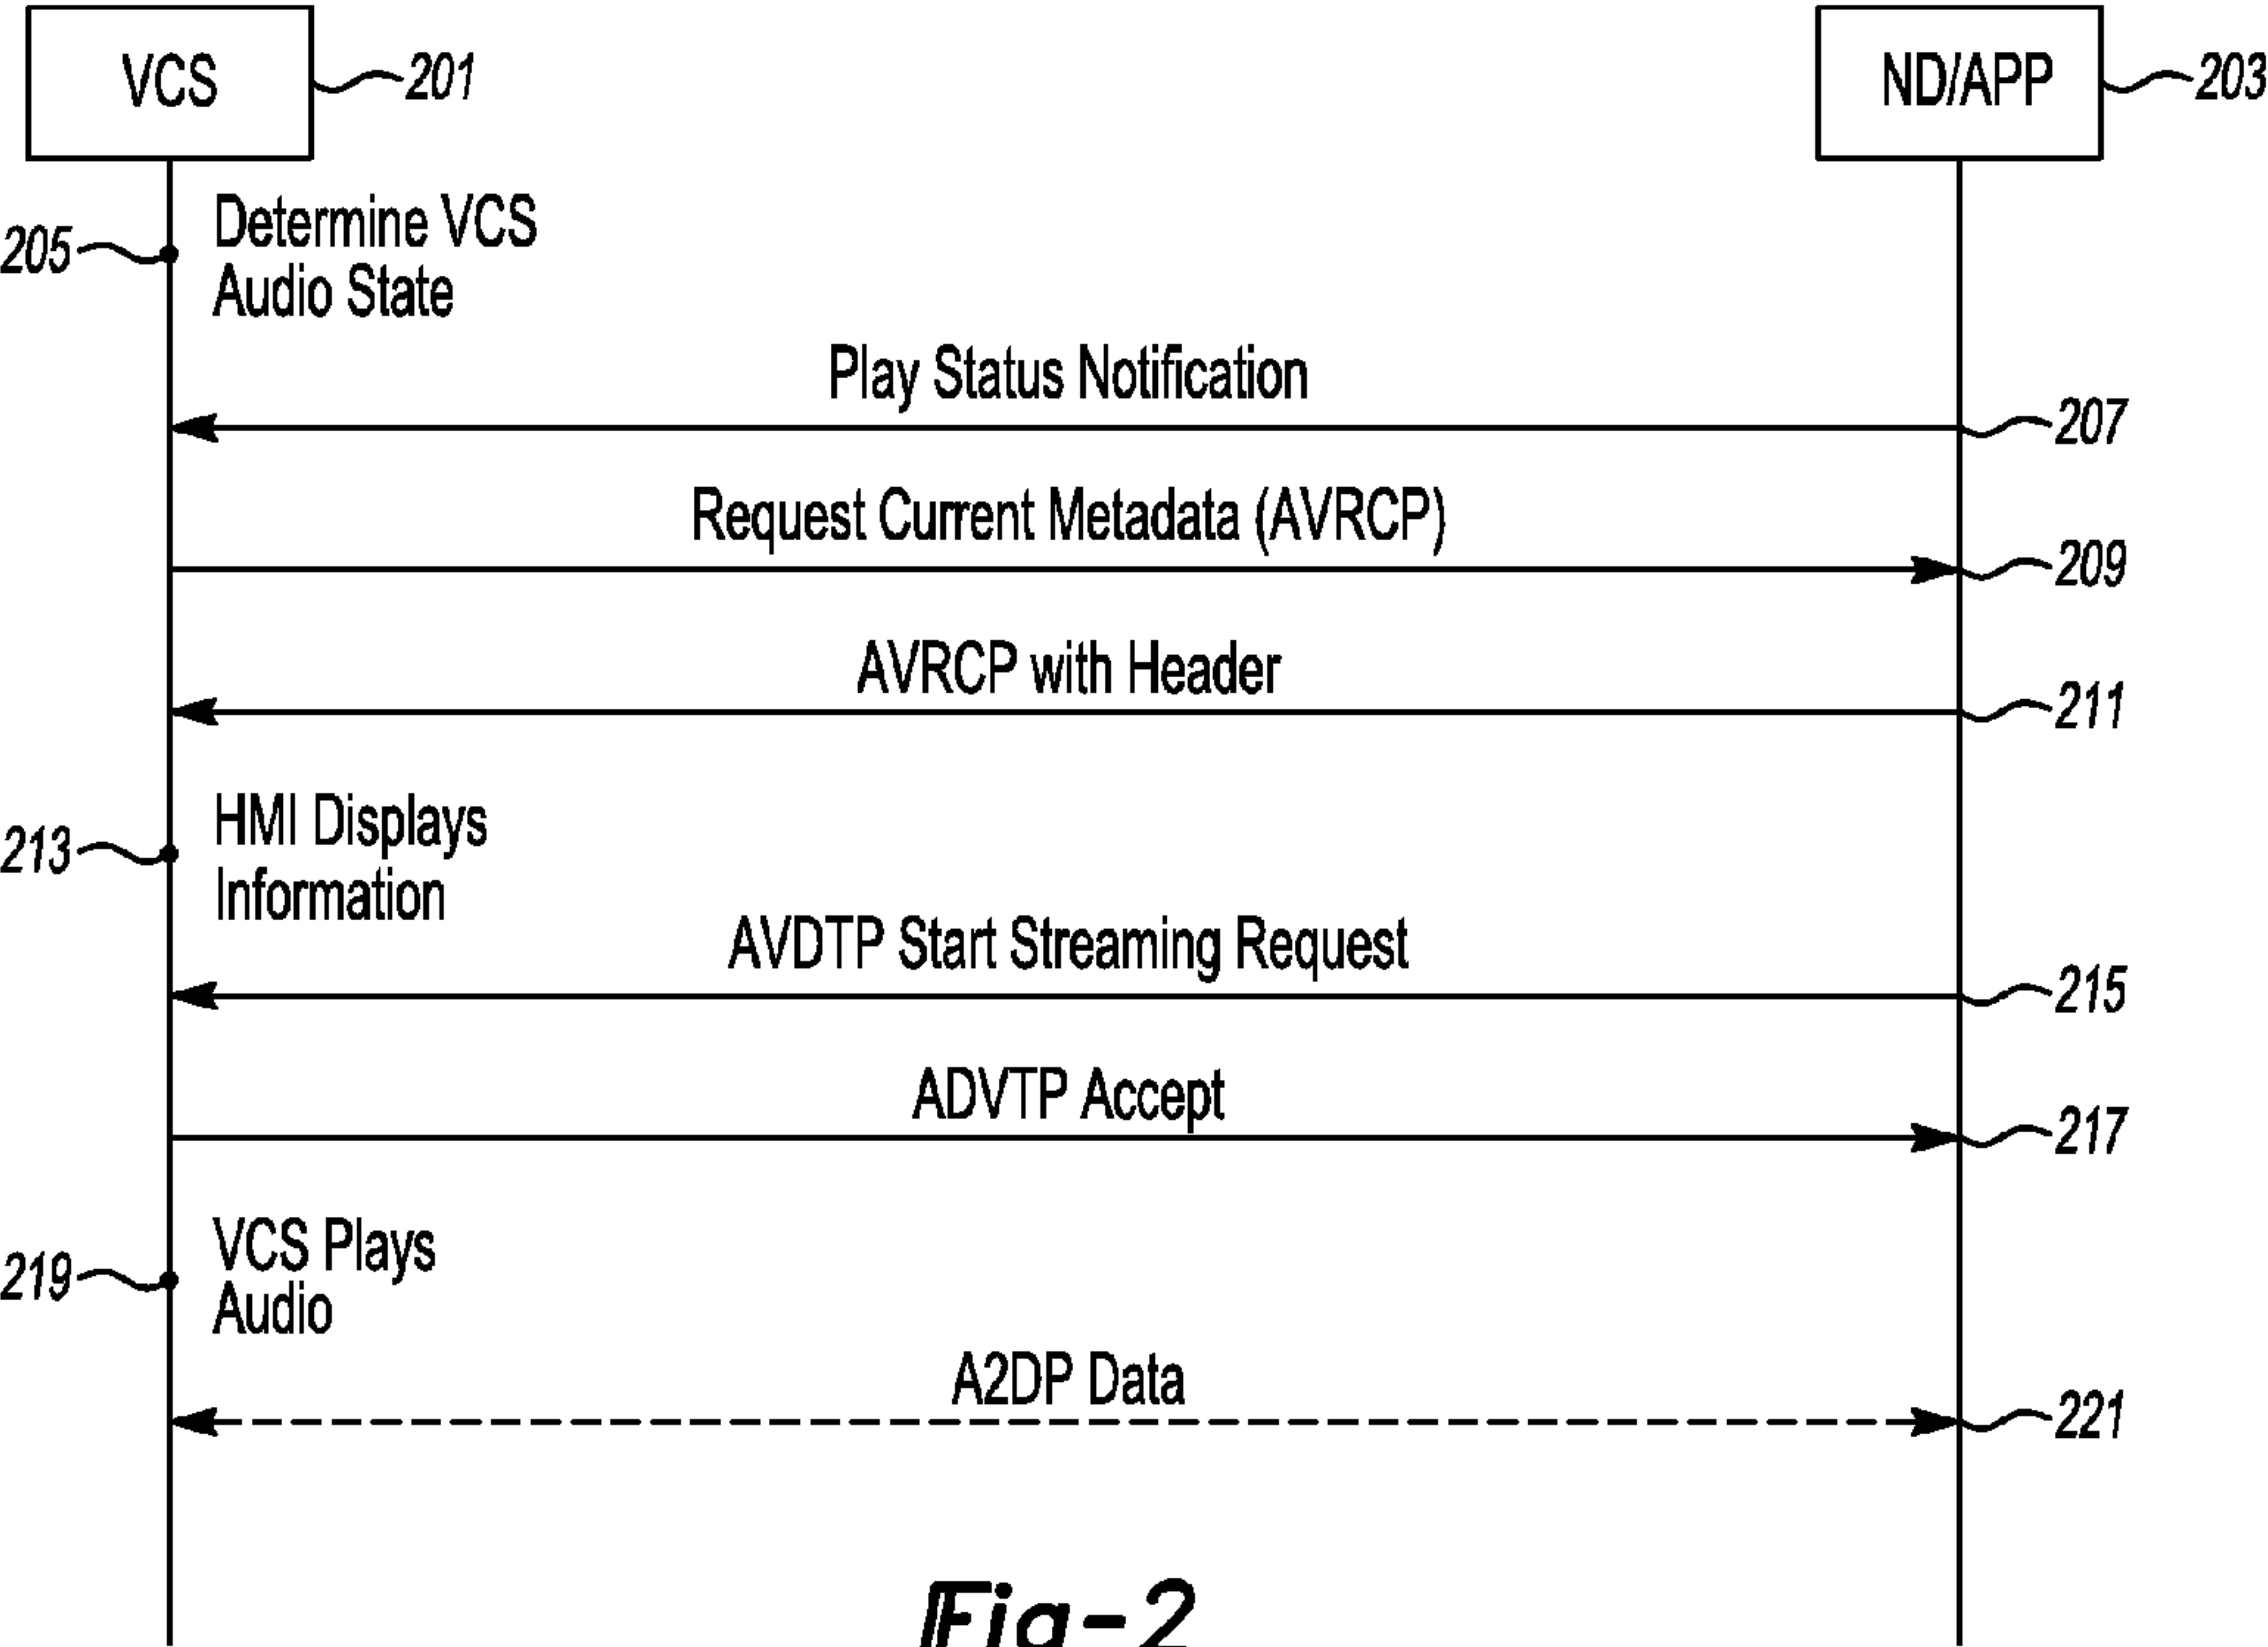 VCS
201
ND/APP
203
205
Determine VCS
Audio State
Play Status Notification
207
Request Current Metadata (AVRCP)
209
AVRCP with Header
211
213
HMI Displays
Information
AVDTP Start Streaming Request
215
ADVTP Accept
217
219
VCS Plays
Audio
A2DP Data
221
Fig-2